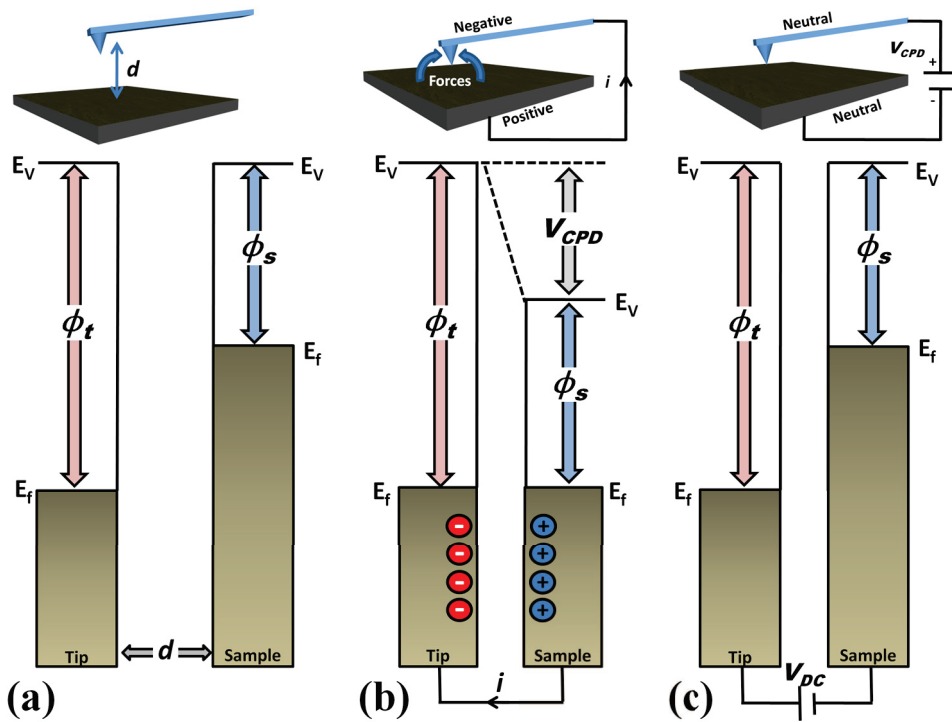 d
E_V
E_V
ϕ_s
ϕ_t
E_f
E_f
Tip
d
Sample
(a)
Negative
Forces
i
Positive
E_V
V_CPD
E_V
ϕ_t
ϕ_s
E_f
E_f
- +
- +
- +
- +
Tip
Sample
i
(b)
Neutral
V_CPD
+
-
Neutral
E_V
E_V
ϕ_s
ϕ_t
E_f
E_f
Tip
Sample
V_DC
(c)